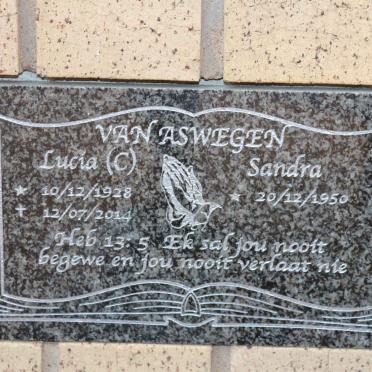 VAN ASWEGEN
Lucia (C) Sandra
* 10/12/1928 * 20/12/1950
† 12/07/2014
Heb 13: 5 Ek sal jou nooit
begewe en jou nooit verlaat nie